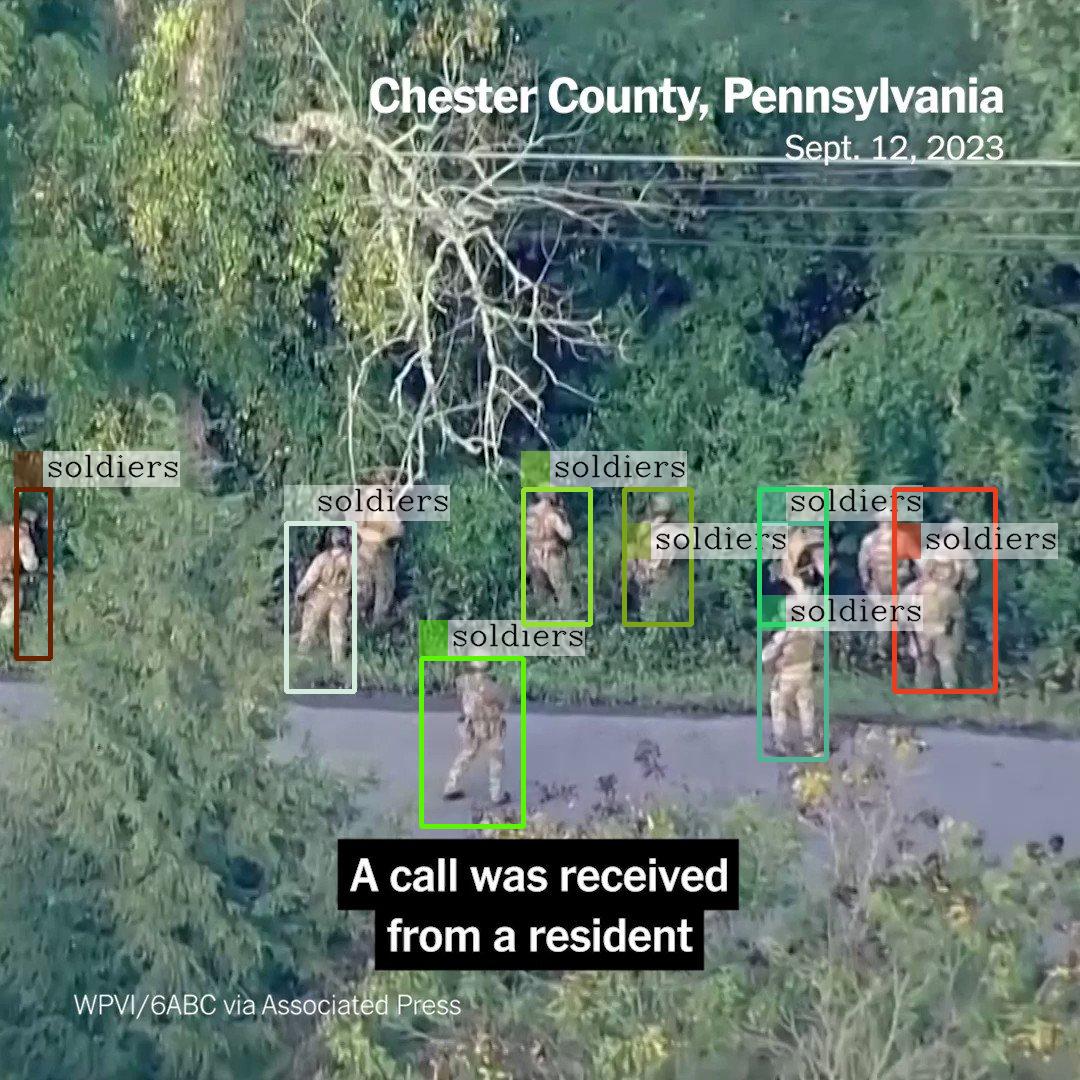 Chester County, Pennsylvania
Sept. 12, 2023
soldiers
soldiers
soldiers
soldiers
soldiers
soldiers
soldiers
soldiers
A call was received
from a resident
WPVI/6ABC via Associated Press